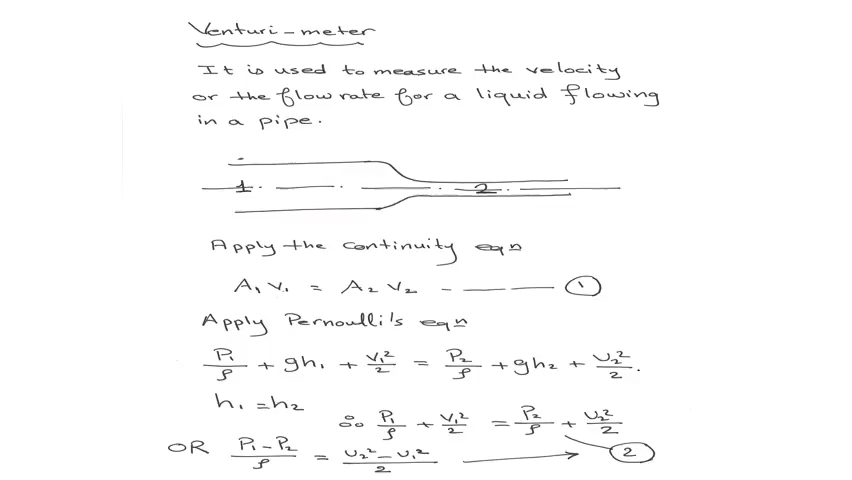 Venturi-meter
It is used to measure the velocity
or the flow rate for a liquid flowing
in a pipe.
1 2
Apply the continuity eqn
A₁ V₁ = A₂ V₂ - ——— ①
Apply Pernoulli's eqn
P₁/ρ + gh₁ + V₁²/2 = P₂/ρ + gh₂ + U₂²/2.
h₁ = h₂
∴ P₁/ρ + V₁²/2 = P₂/ρ + U₂²/2
OR (P₁ - P₂)/ρ = (U₂² - U₁²)/2 → ②